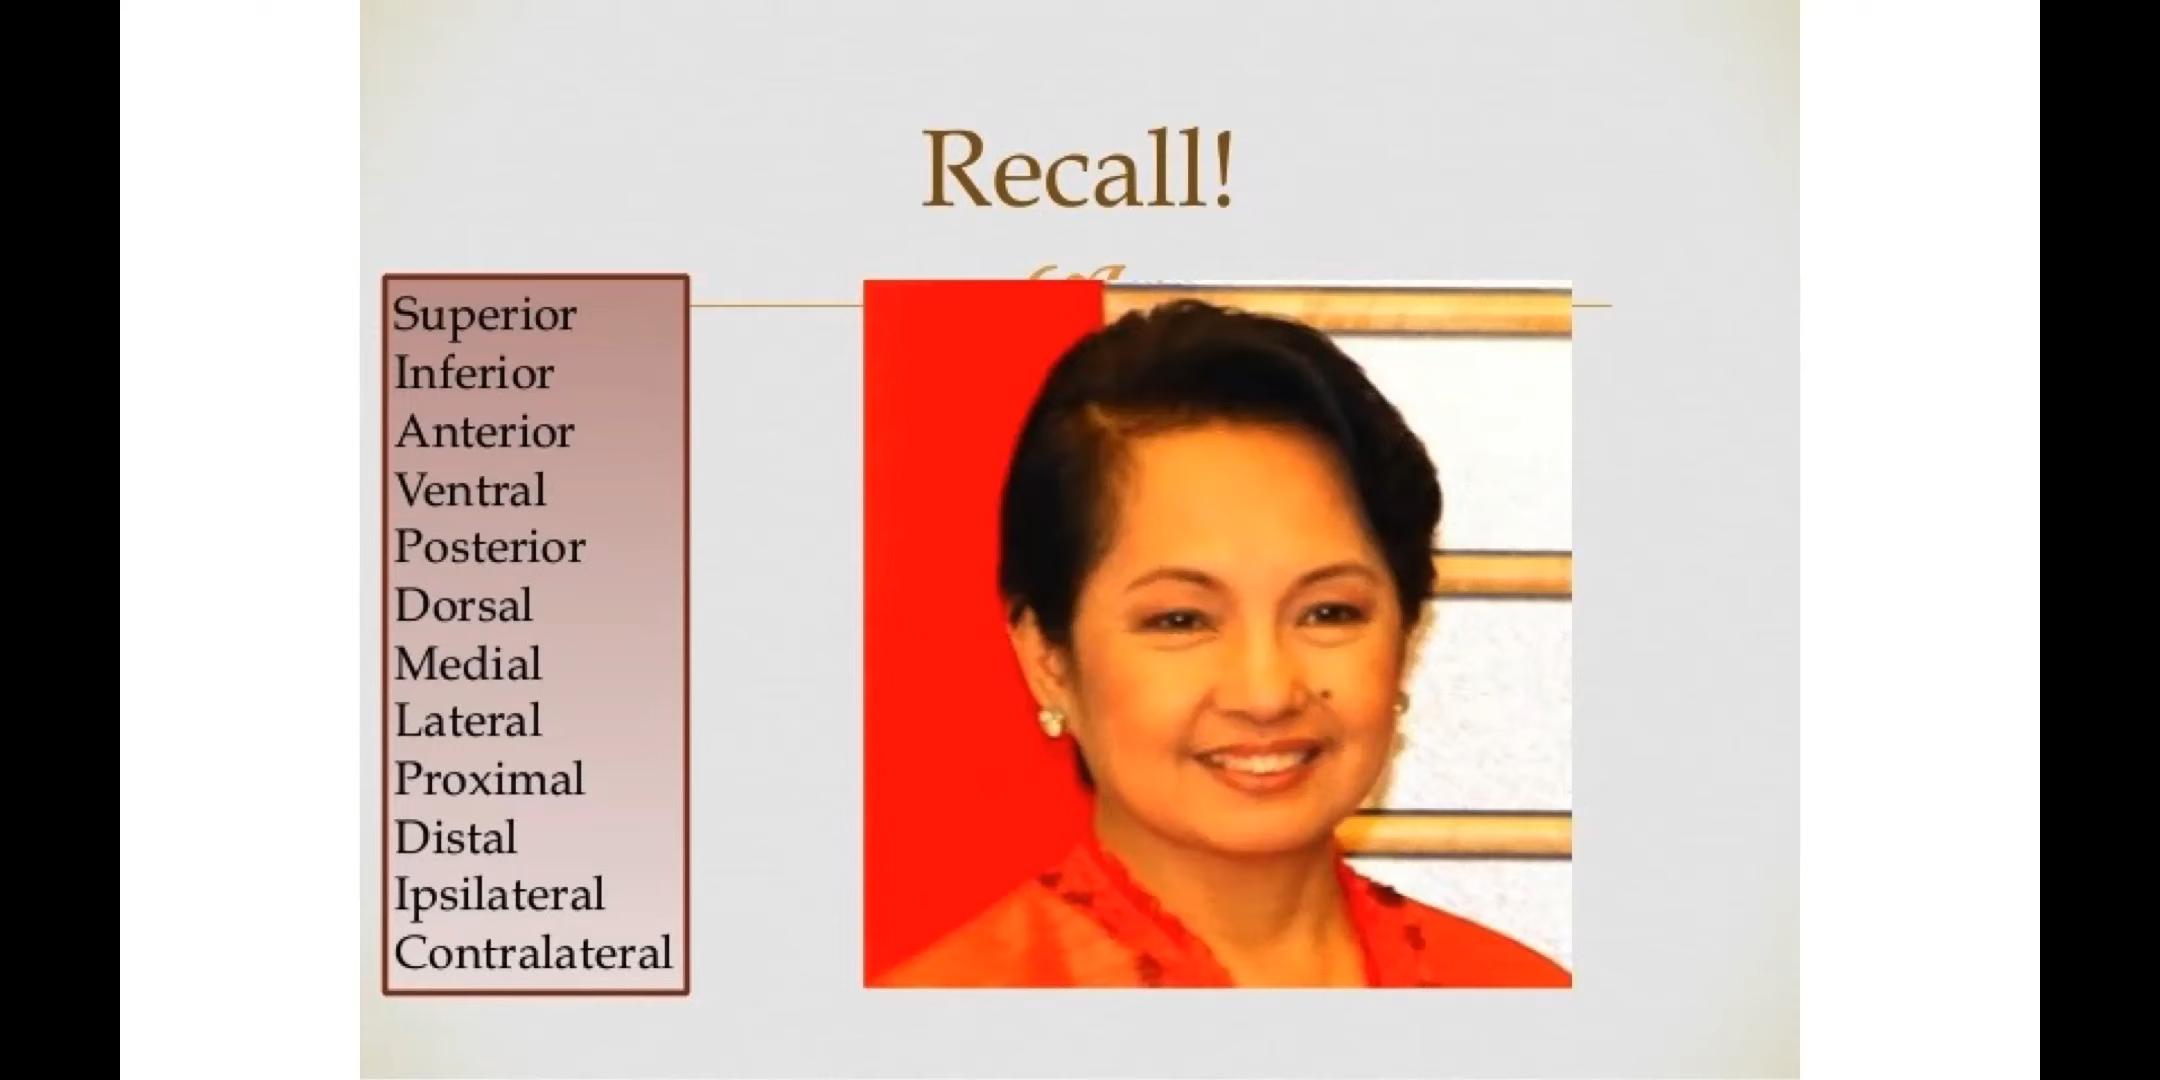 Recall!
Superior
Inferior
Anterior
Ventral
Posterior
Dorsal
Medial
Lateral
Proximal
Distal
Ipsilateral
Contralateral